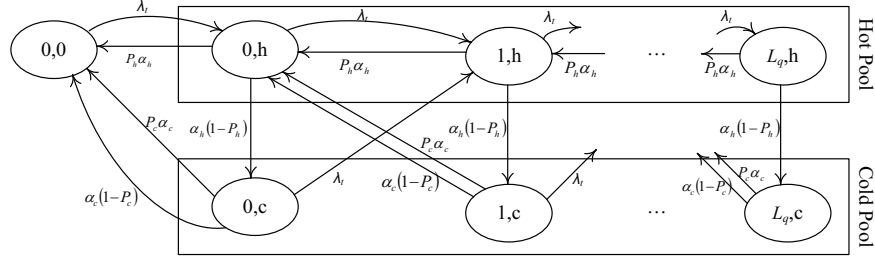 λt λt λt λt
0,0 0,h 1,h ... Lq,h
Phαh Phαh Phαh Phαh
Hot Pool
αh(1-Ph) αh(1-Ph) αh(1-Ph)
Pcαc Pcαc Pcαc
αc(1-Pc) λt αc(1-Pc) λt αc(1-Pc)
0,c 1,c ... Lq,c
Cold Pool